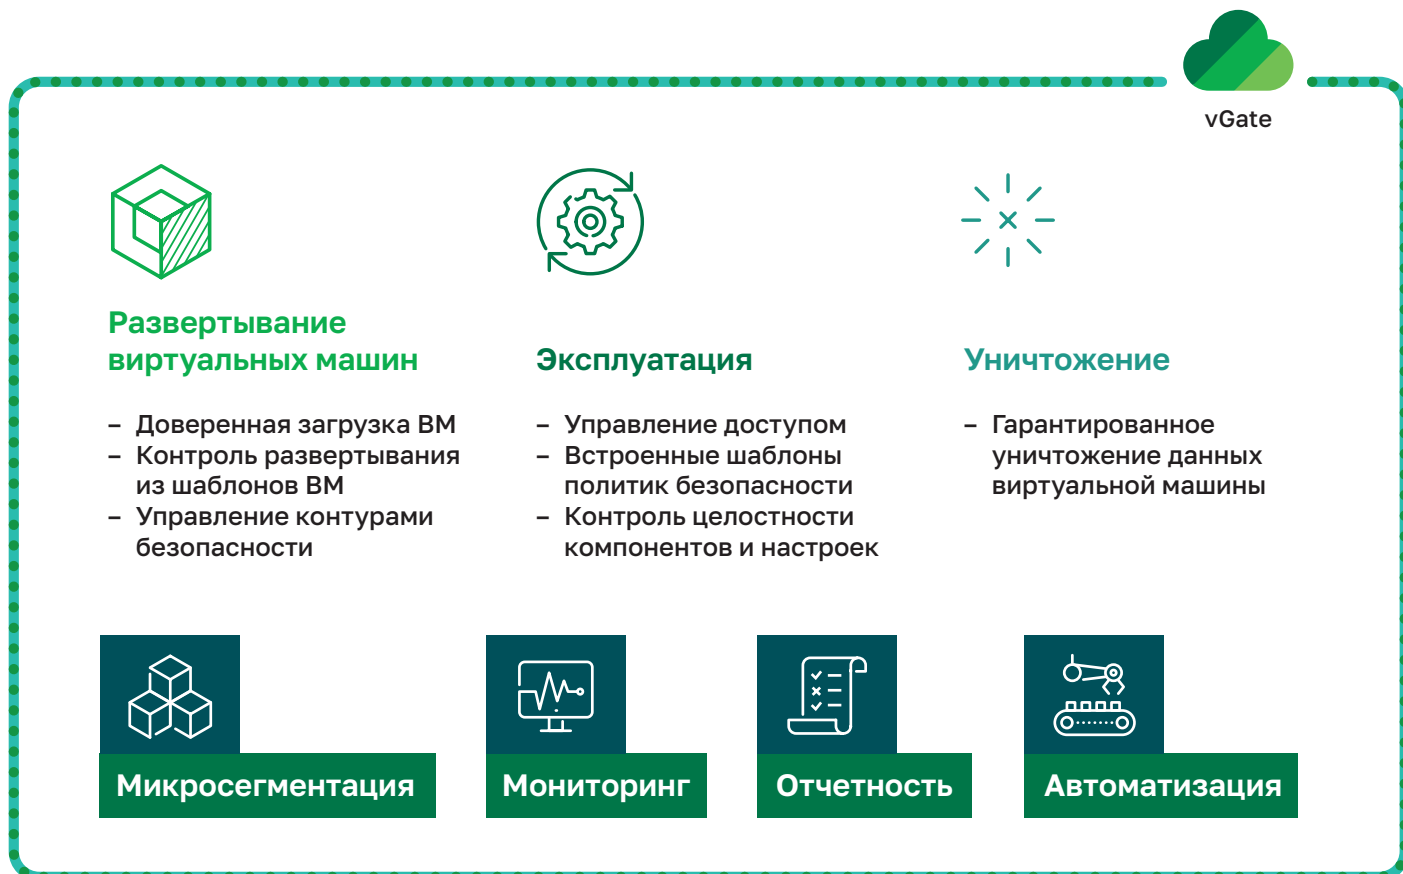 vGate
Развертывание
виртуальных машин
– Доверенная загрузка ВМ
– Контроль развертывания
из шаблонов ВМ
– Управление контурами
безопасности
Эксплуатация
– Управление доступом
– Встроенные шаблоны
политик безопасности
– Контроль целостности
компонентов и настроек
Уничтожение
– Гарантированное
уничтожение данных
виртуальной машины
Микросегментация
Мониторинг
Отчетность
Автоматизация